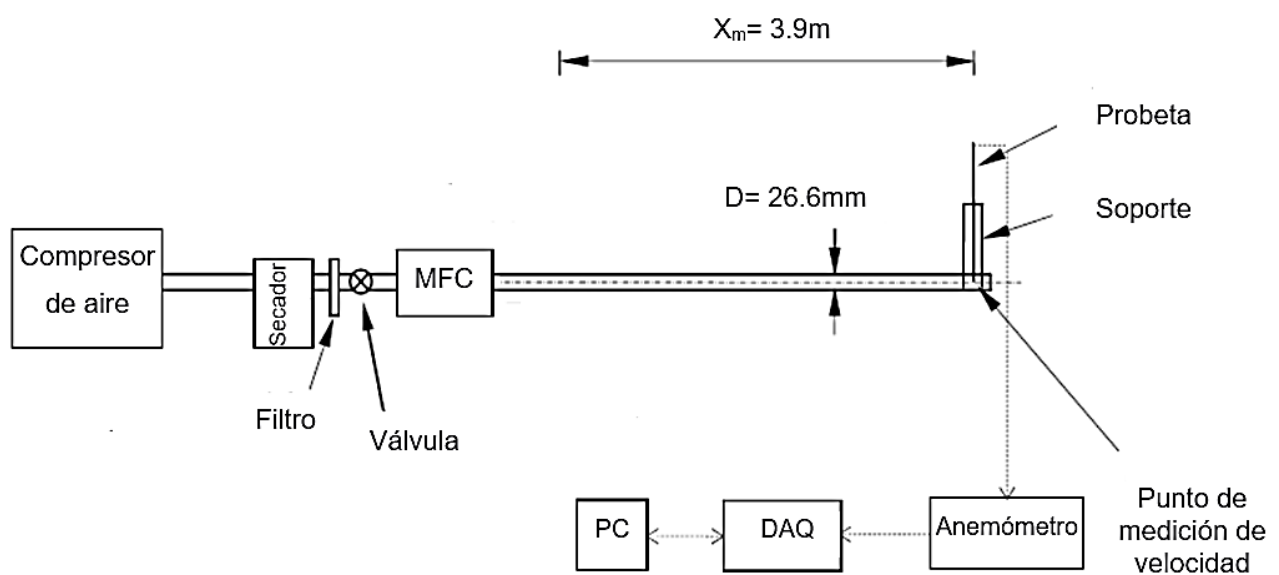 Xm= 3.9m
Probeta
D= 26.6mm
Soporte
Compresor
de aire
Secador
MFC
Filtro
Válvula
PC
DAQ
Anemómetro
Punto de
medición de
velocidad